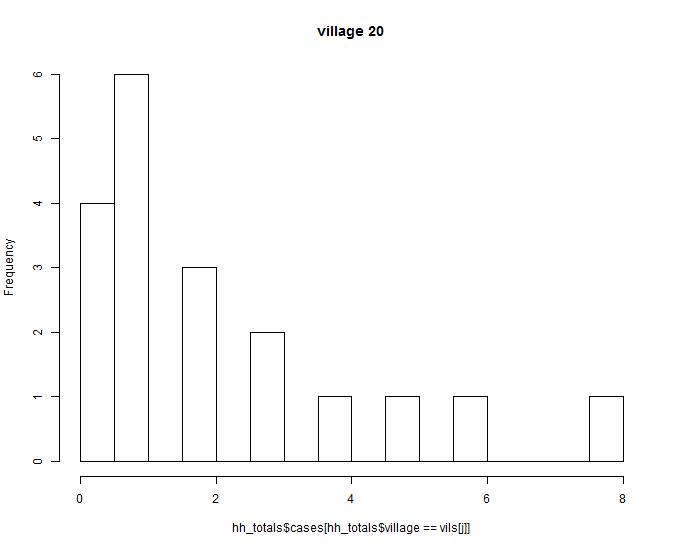 village 20
6
5
4
3
2
1
0
Frequency
0 2 4 6 8
hh_totals$cases[hh_totals$village == vils[j]]